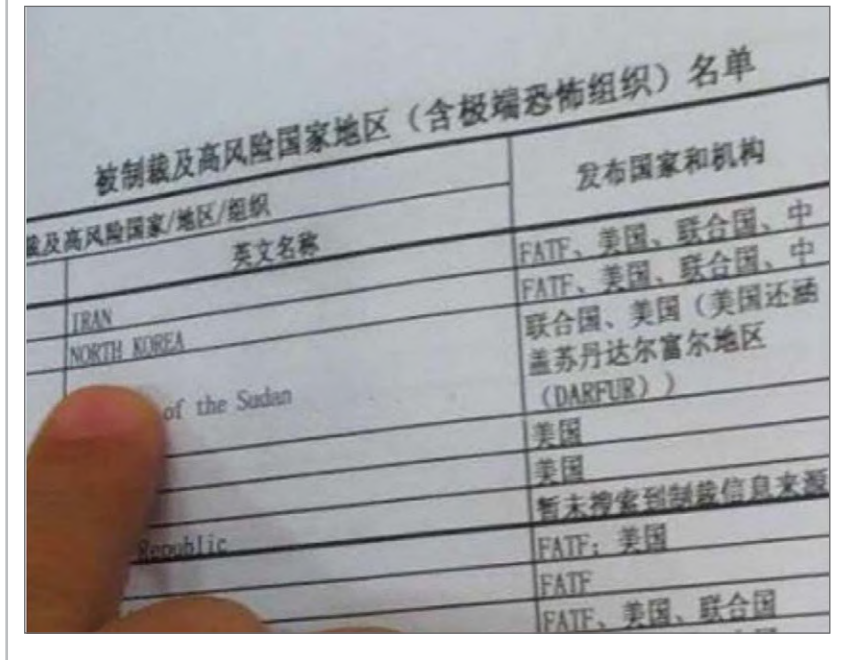 被制裁及高风险国家地区（含极端恐怖组织）名单
裁及高风险国家/地区/组织
发布国家和机构
英文名称
IRAN
FATF、美国、联合国、中
NORTH KOREA
FATF、美国、联合国、中
of the Sudan
联合国、美国（美国还涵
盖苏丹达尔富尔地区
（DARFUR））
美国
美国
暂未搜索到制裁信息来源
Republic
FATF；美国
FATF
FATF、美国、联合国